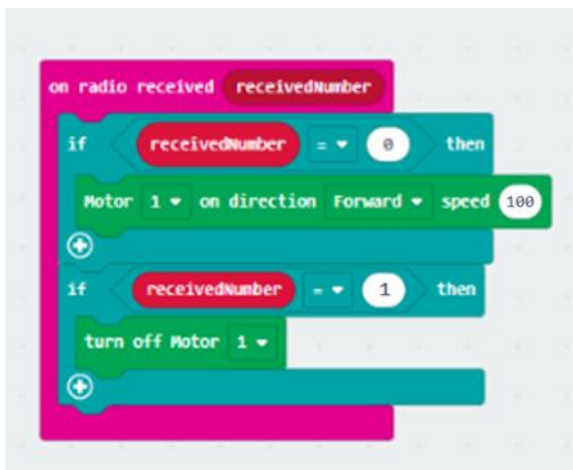 on radio received receivedNumber
if receivedNumber = 0 then
Motor 1 on direction Forward speed 100
if receivedNumber = 1 then
turn off Motor 1